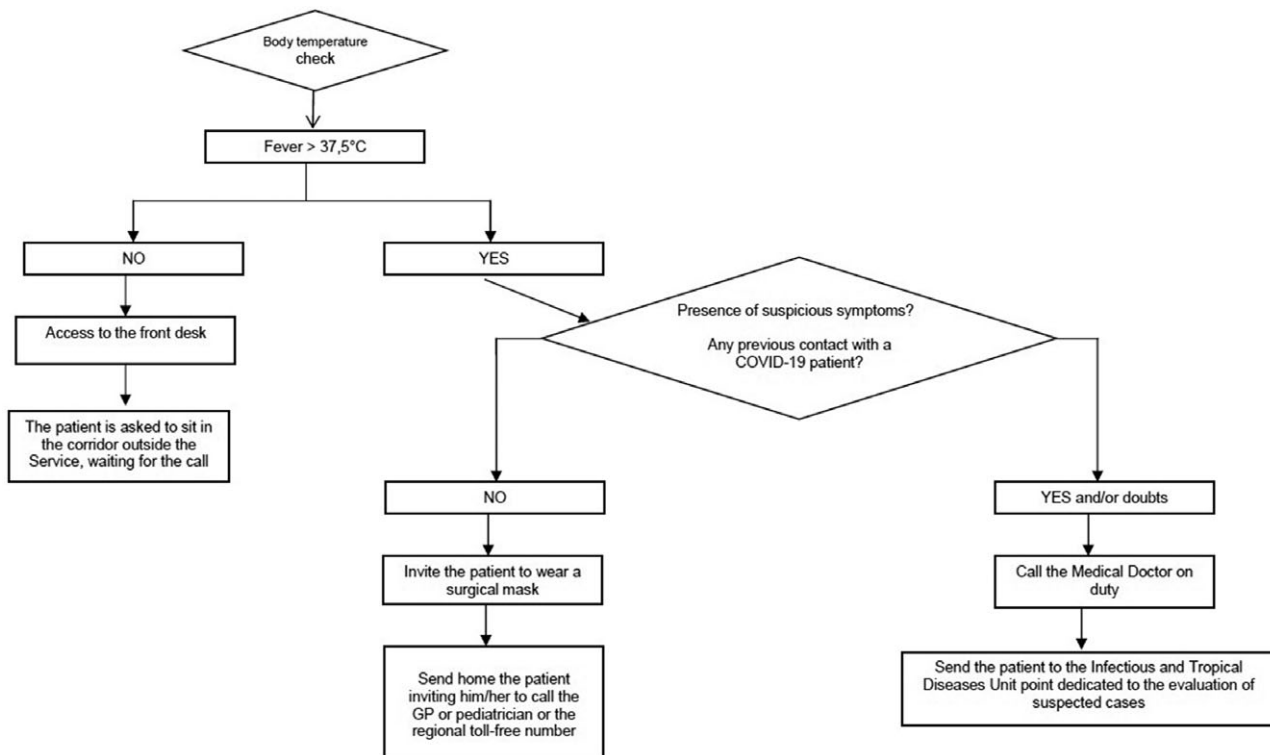 Body temperature
check
Fever > 37,5°C
NO
YES
Access to the front desk
The patient is asked to sit in
the corridor outside the
Service, waiting for the call
Presence of suspicious symptoms?
Any previous contact with a
COVID-19 patient?
NO
YES and/or doubts
Invite the patient to wear a
surgical mask
Call the Medical Doctor on
duty
Send home the patient
inviting him/her to call the
GP or pediatrician or the
regional toll-free number
Send the patient to the Infectious and Tropical
Diseases Unit point dedicated to the evaluation of
suspected cases